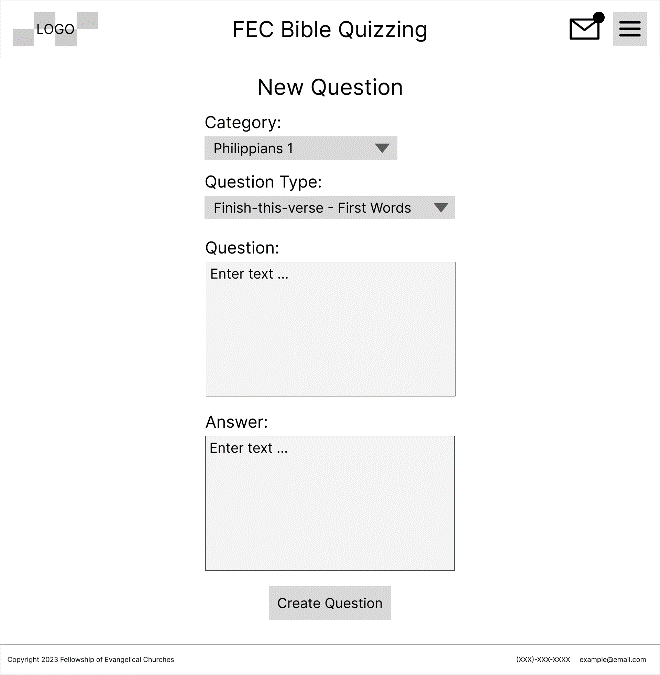 LOGO
FEC Bible Quizzing
New Question
Category:
Philippians 1
Question Type:
Finish-this-verse - First Words
Question:
Enter text ...
Answer:
Enter text ...
Create Question
Copyright 2023 Fellowship of Evangelical Churches
(XXX)-XXX-XXXX example@email.com